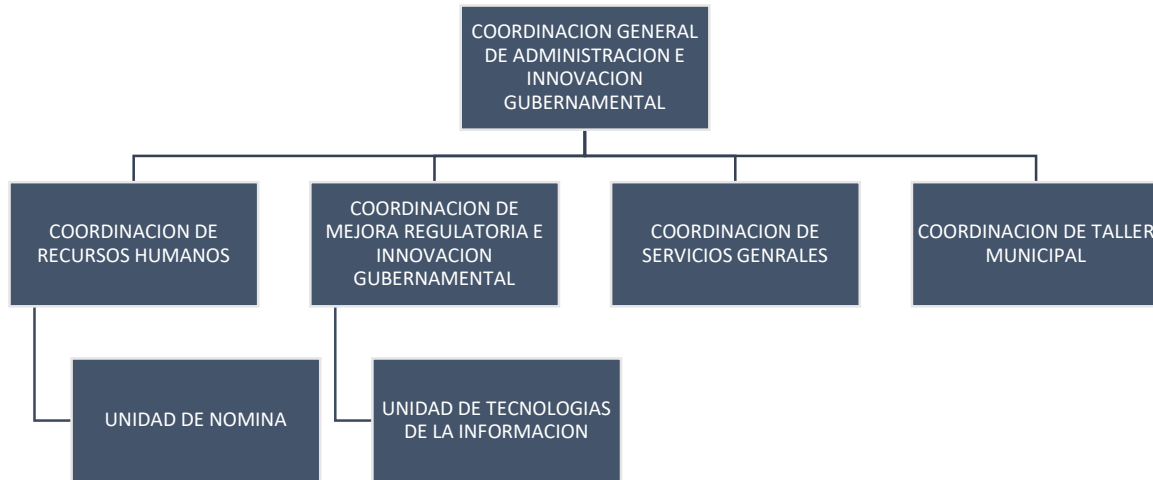 COORDINACION GENERAL
DE ADMINISTRACION E
INNOVACION
GUBERNAMENTAL
COORDINACION DE
RECURSOS HUMANOS
COORDINACION DE
MEJORA REGULATORIA E
INNOVACION
GUBERNAMENTAL
COORDINACION DE
SERVICIOS GENRALES
COORDINACION DE TALLER
MUNICIPAL
UNIDAD DE NOMINA
UNIDAD DE TECNOLOGIAS
DE LA INFORMACION